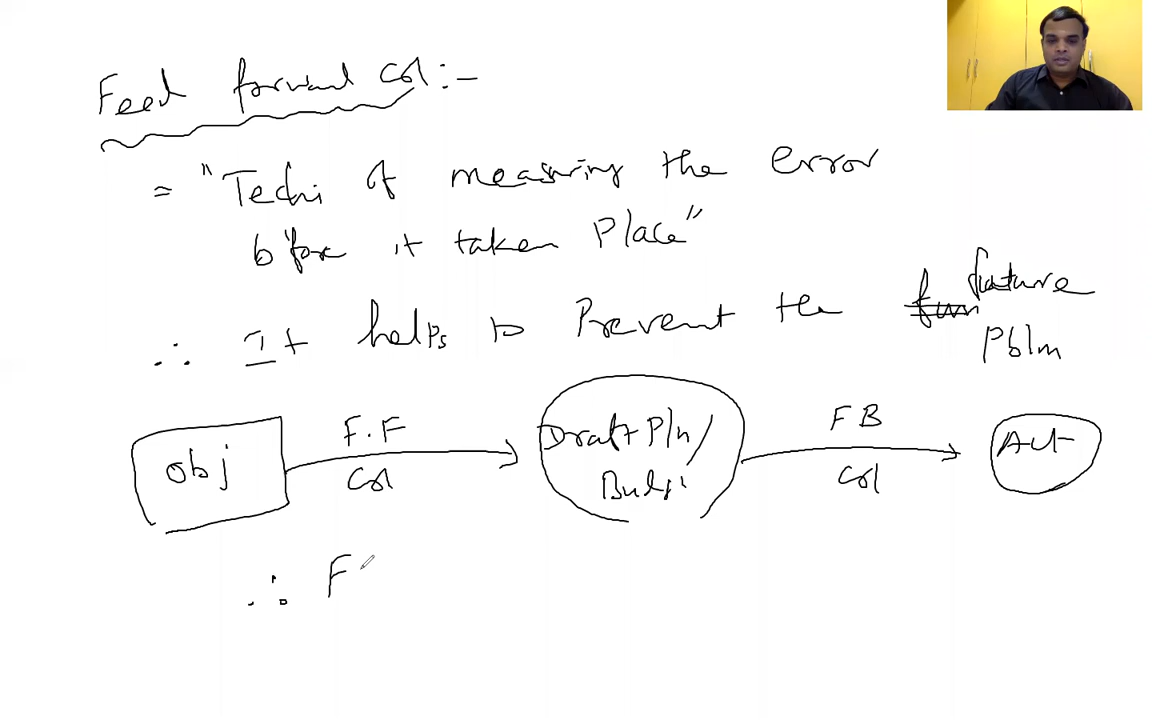 Feed forward Col :-
= "Techi of measuring the error
b'fore it taken Place"
∴ It helps to Prevent the future
Pblm
Obj
F.F
Col
Draft Pln/
Budgt
FB
Col
Act
∴ F